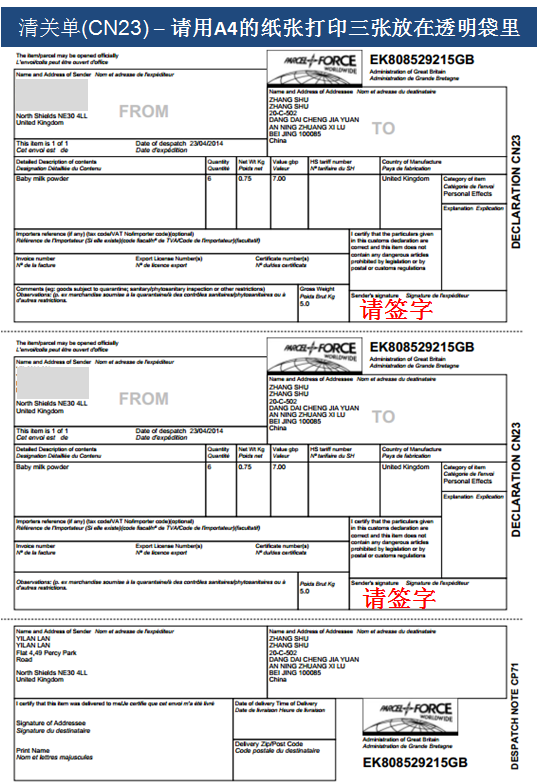 清关单(CN23) – 请用A4的纸张打印三张放在透明袋里
The item/parcel may be opened officially
L'envoi/colis peut être ouvert d'office
PARCEL FORCE
WORLDWIDE
EK808529215GB
Administration of Great Britain
Administration de Grande Bretagne
Name and Address of Sender Nom et adresse de l'expéditeur
North Shields NE30 4LL
United Kingdom
FROM
Name and Address of Addressee Nom et adresse du destinataire
ZHANG SHU
ZHANG SHU
20-C-502
DANG DAI CHENG JIA YUAN
AN NING ZHUANG XI LU
BEI JING 100085
China
TO
This item is 1 of 1
Cet envoi est de
Date of despatch 23/04/2014
Date d'expédition
Detailed Description of contents
Désignation Détaillée du Contenu
Quantity
Quantité
Net Wt Kg
Poids net
Value gbp
Valeur
HS tariff number
Nº tarifaire du SH
Country of Manufacture
Pays de fabrication
Category of item
Catégorie de l'envoi
Personal Effects
Baby milk powder
6
0.75
7.00
United Kingdom
Explanation Explication
Importers reference (if any) (tax code/VAT No/importer code)(optional)
Référence de l'importateur (Si elle existe)(code fiscal/nº de TVA/Code de l'importateur)(facultatif)
I certify that the particulars given
in this customs declaration are
correct and this item does not
contain any dangerous articles
prohibited by legislation or by
postal or customs regulations
Invoice number
Nº de la facture
Export License Number(s)
Nº de licence export
Certificate number(s)
Nº du/des certificats
Comments (eg: goods subject to quarantine; sanitary/phytosanitary inspection or other restrictions)
Observations: (p. ex marchandise soumise à la quarantaine/à des contrôles sanitaires/phytosanitaires ou à
d'autres restrictions.
Gross Weight
Poids Brut Kg
5.0
Sender's signature Signature de l'expéditeur
请签字
DECLARATION CN23
The item/parcel may be opened officially
L'envoi/colis peut être ouvert d'office
PARCEL FORCE
WORLDWIDE
EK808529215GB
Administration of Great Britain
Administration de Grande Bretagne
Name and Address of Sender Nom et adresse de l'expéditeur
North Shields NE30 4LL
United Kingdom
FROM
Name and Address of Addressee Nom et adresse du destinataire
ZHANG SHU
ZHANG SHU
20-C-502
DANG DAI CHENG JIA YUAN
AN NING ZHUANG XI LU
BEI JING 100085
China
TO
This item is 1 of 1
Cet envoi est de
Date of despatch 23/04/2014
Date d'expédition
Detailed Description of contents
Désignation Détaillée du Contenu
Quantity
Quantité
Net Wt Kg
Poids net
Value gbp
Valeur
HS tariff number
Nº tarifaire du SH
Country of Manufacture
Pays de fabrication
Category of item
Catégorie de l'envoi
Personal Effects
Baby milk powder
6
0.75
7.00
United Kingdom
Explanation Explication
Importers reference (if any) (tax code/VAT No/importer code)(optional)
Référence de l'importateur (Si elle existe)(code fiscal/nº de TVA/Code de l'importateur)(facultatif)
I certify that the particulars given
in this customs declaration are
correct and this item does not
contain any dangerous articles
prohibited by legislation or by
postal or customs regulations
Invoice number
Nº de la facture
Export License Number(s)
Nº de licence export
Certificate number(s)
Nº du/des certificats
Observations: (p. ex marchandise soumise à la quarantaine/à des contrôles sanitaires/phytosanitaires ou à
d'autres restrictions.
Poids Brut Kg
5.0
Sender's signature Signature de l'expéditeur
请签字
DECLARATION CN23
Name and Address of Sender Nom et adresse de l'expéditeur
YILAN LAN
YILAN LAN
Flat 4,49 Percy Park
Road
North Shields NE30 4LL
United Kingdom
Name and Address of Addresses Nom et adresse du destinataire
ZHANG SHU
ZHANG SHU
20-C-502
DANG DAI CHENG JIA YUAN
AN NING ZHUANG XI LU
BEI JING 100085
China
I certify that this item was delivered to me/Je certifie que cet envoi m'a été livré
Signature of Addressee
Signature du destinataire
Print Name
Nom et lettres majuscules
Date of delivery Time of Delivery
Date de livraison Heure de livraison
Delivery Zip/Post Code
Code postale du destinataire
PARCEL FORCE
WORLDWIDE
Administration of Great Britain
Administration de Grande Bretagne
EK808529215GB
DESPATCH NOTE CP71